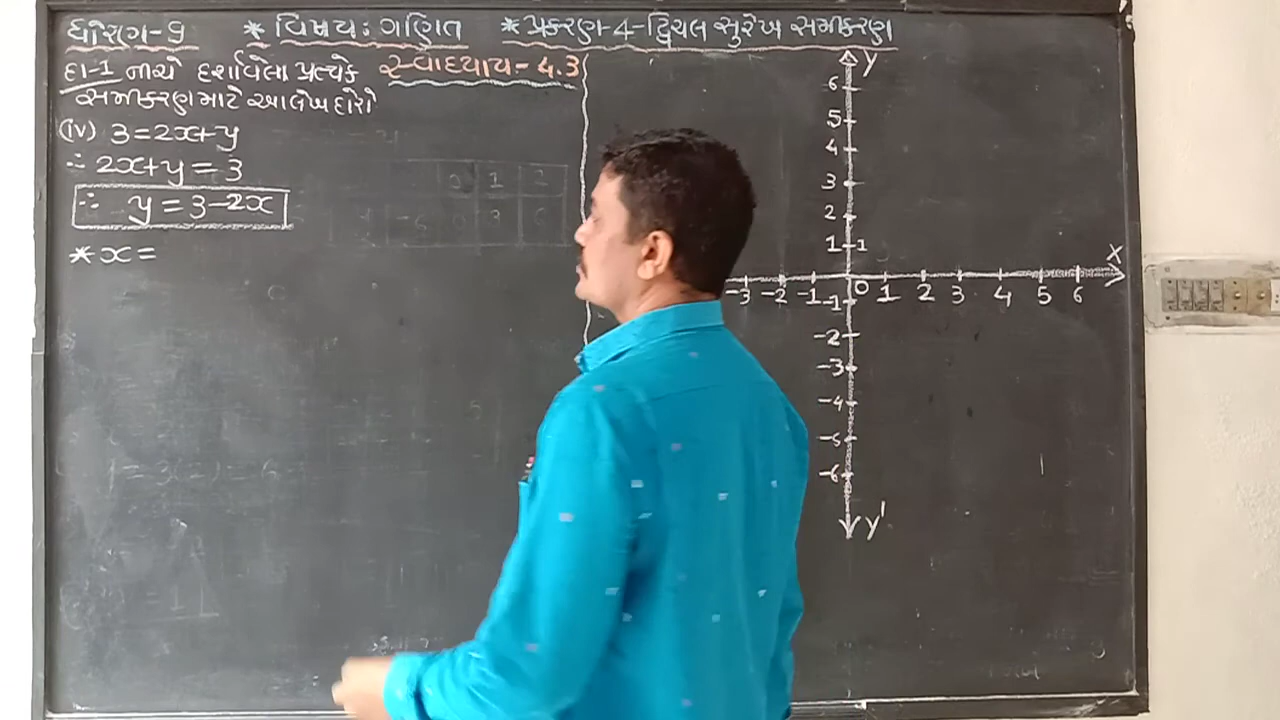 ધોરણ-9 * વિષય: ગણિત * પ્રકરણ-4-દ્વિચલ સુરેખ સમીકરણ
સ્વાધ્યાય-4.3
દા-1 નીચે દર્શાવેલા પ્રત્યેક
સમીકરણ માટે આલેખ દોરો
(iv) 3=2x+y
∴ 2x+y=3
∴ y=3-2x
* x=
Y
6
5
4
3
2
1 1
X
-3 -2 -1 0 1 2 3 4 5 6
-1
-2
-3
-4
-5
-6
Y'